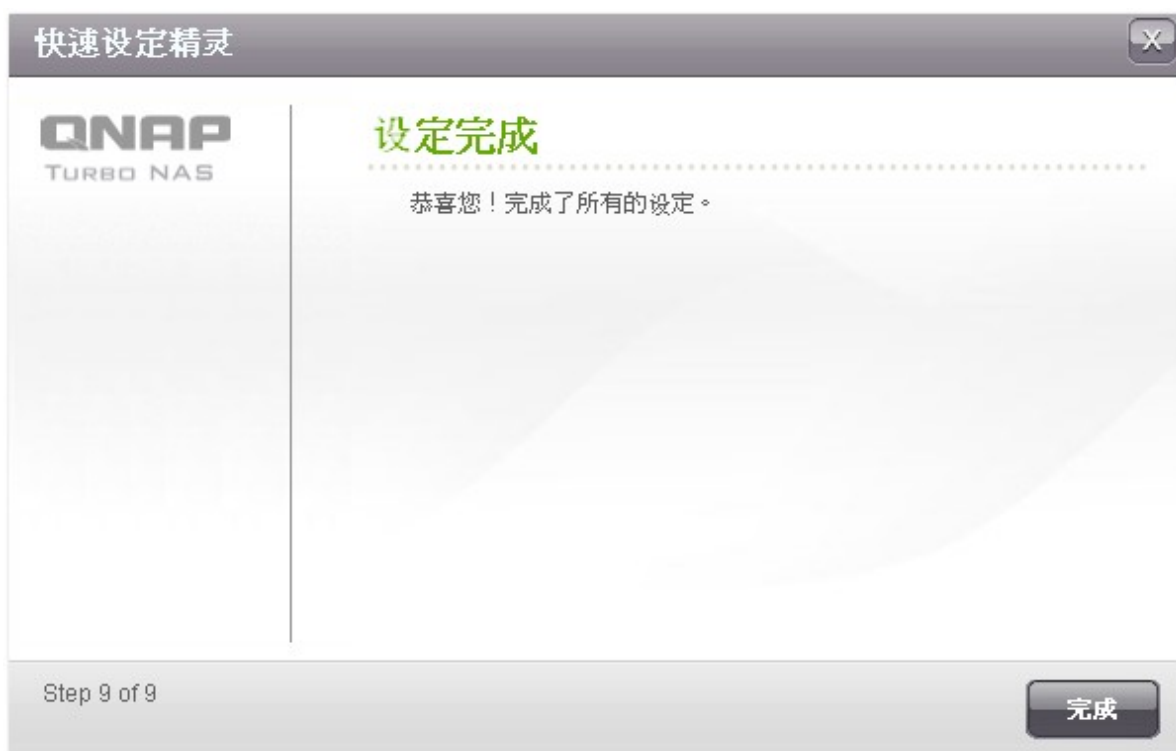 快速设定精灵
X
QNAP
TURBO NAS
设定完成
恭喜您！完成了所有的设定。
Step 9 of 9
完成